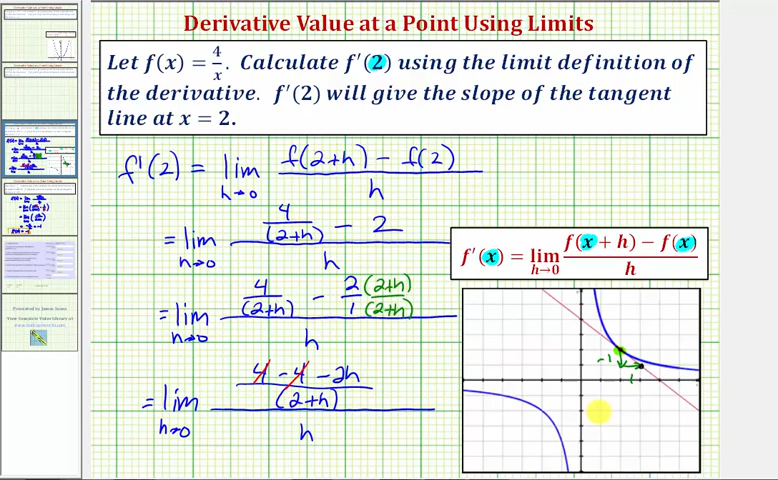 Derivative Value at a Point Using Limits
Let f(x) = 4/x. Calculate f'(2) using the limit definition of
the derivative. f'(2) will give the slope of the tangent
line at x = 2.
f'(2) = lim h→0 (f(2+h) - f(2))/h
= lim h→0 (4/(2+h) - 2)/h
f'(x) = lim h→0 (f(x + h) - f(x))/h
= lim h→0 (4/(2+h) - 2/1 (2+h)/(2+h))/h
-1
1
= lim h→0 ((4 - 4 - 2h)/(2+h))/h